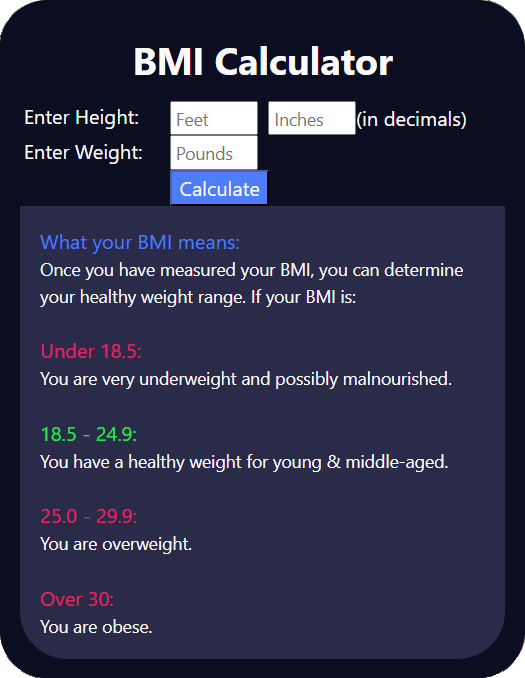 BMI Calculator
Enter Height: Feet Inches (in decimals)
Enter Weight: Pounds
Calculate
What your BMI means:
Once you have measured your BMI, you can determine
your healthy weight range. If your BMI is:
Under 18.5:
You are very underweight and possibly malnourished.
18.5 - 24.9:
You have a healthy weight for young & middle-aged.
25.0 - 29.9:
You are overweight.
Over 30:
You are obese.